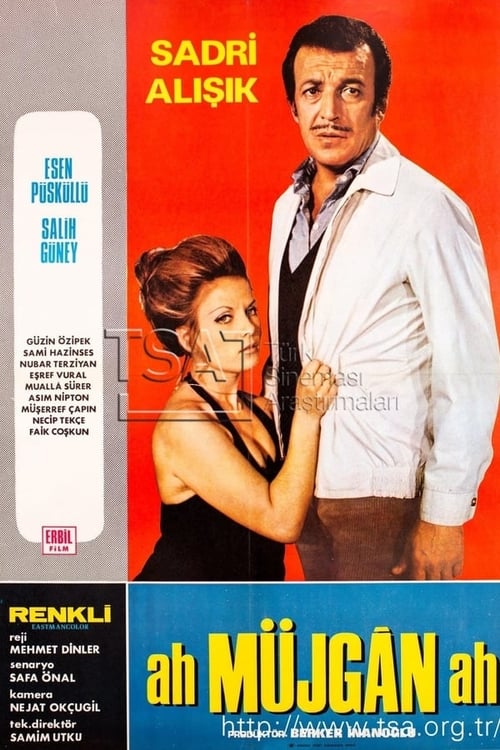 SADRİ
ALIŞIK
ESEN
PÜSKÜLLÜ
SALİH
GÜNEY
GÜZİN ÖZİPEK
SAMİ HAZİNSES
NUBAR TERZİYAN
EŞREF VURAL
MUALLA SÜRER
ASIM NİPTON
MÜŞERREF ÇAPIN
NECİP TEKÇE
FAİK COŞKUN
TSA
Türk
Sineması
Araştırmaları
ERBİL
FİLM
RENKLİ
EASTMANCOLOR
reji
MEHMET DİNLER
senaryo
SAFA ÖNAL
kamera
NEJAT OKÇUGİL
tek.direktör
SAMİM UTKU
ah MÜJGÂN ah
PRODÜKTÖR: BERKER İNANOĞLU
http://www.tsa.org.tr/